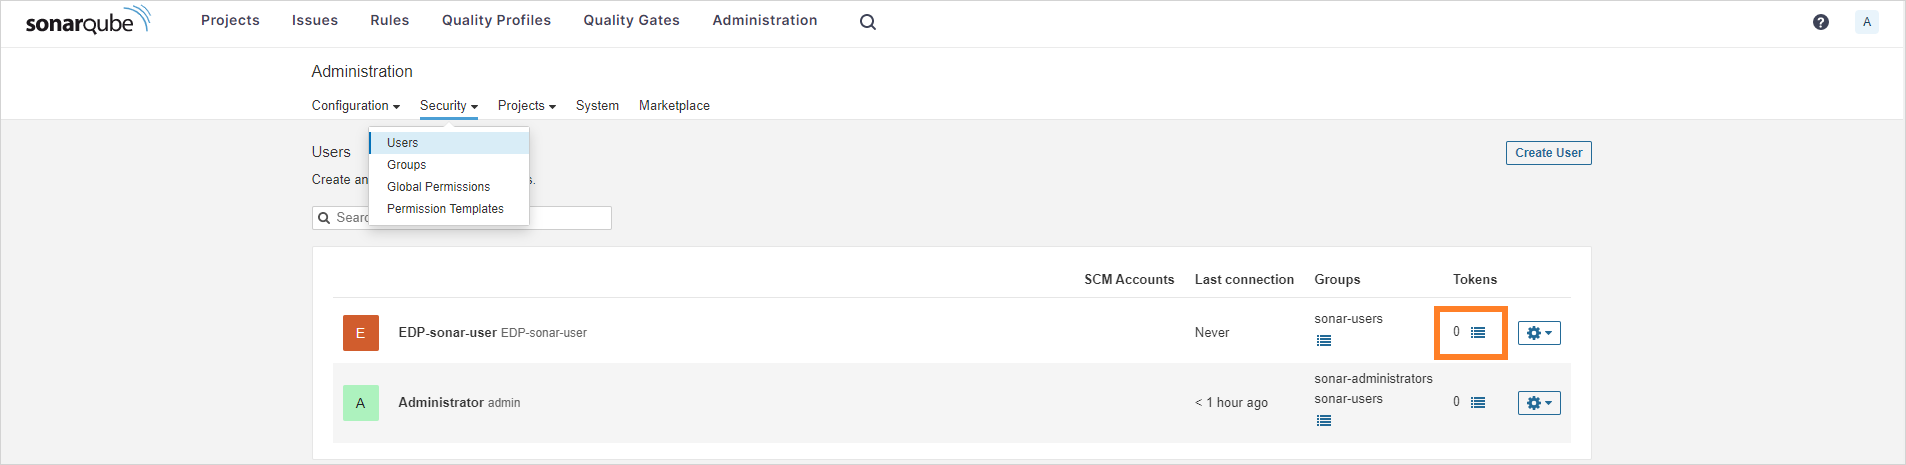 sonarqube Projects Issues Rules Quality Profiles Quality Gates Administration ? A
Administration
Configuration Security Projects System Marketplace
Users
Groups
Global Permissions
Permission Templates
Users Create User
Create an s.
Searc
SCM Accounts Last connection Groups Tokens
E EDP-sonar-user EDP-sonar-user Never sonar-users 0
A Administrator admin < 1 hour ago sonar-administrators 0
sonar-users